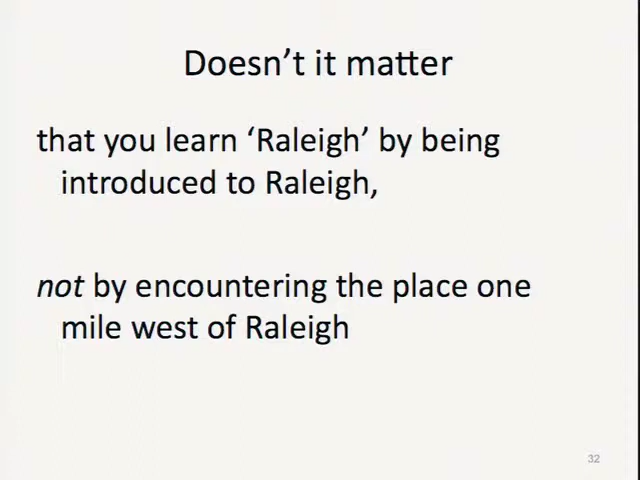 Doesn’t it matter
that you learn ‘Raleigh’ by being
introduced to Raleigh,
not by encountering the place one
mile west of Raleigh
32